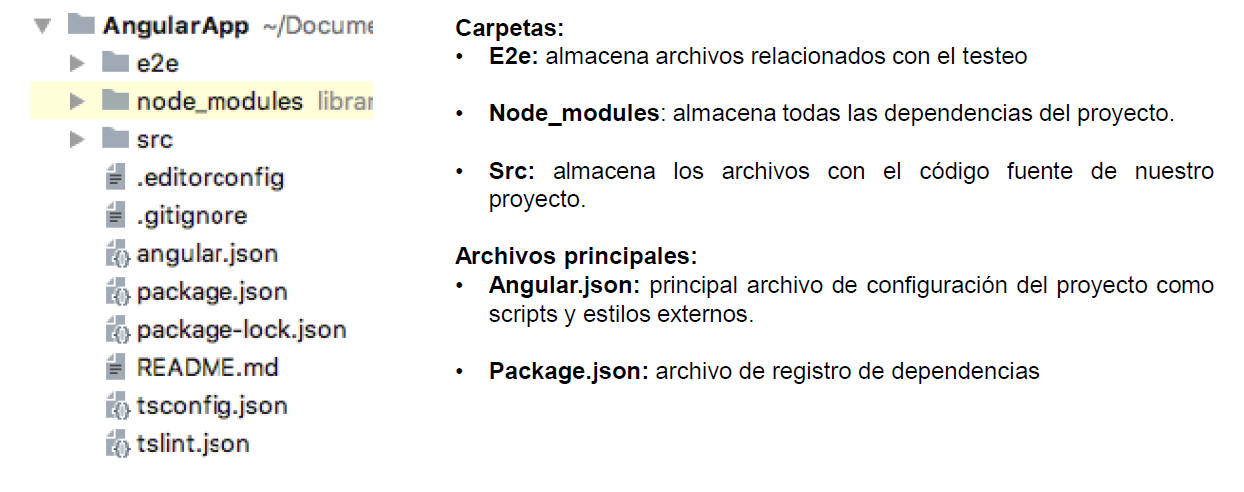 AngularApp ~/Docume
e2e
node_modules librar
src
.editorconfig
.gitignore
angular.json
package.json
package-lock.json
README.md
tsconfig.json
tslint.json
Carpetas:
• E2e: almacena archivos relacionados con el testeo
• Node_modules: almacena todas las dependencias del proyecto.
• Src: almacena los archivos con el código fuente de nuestro
proyecto.
Archivos principales:
• Angular.json: principal archivo de configuración del proyecto como
scripts y estilos externos.
• Package.json: archivo de registro de dependencias